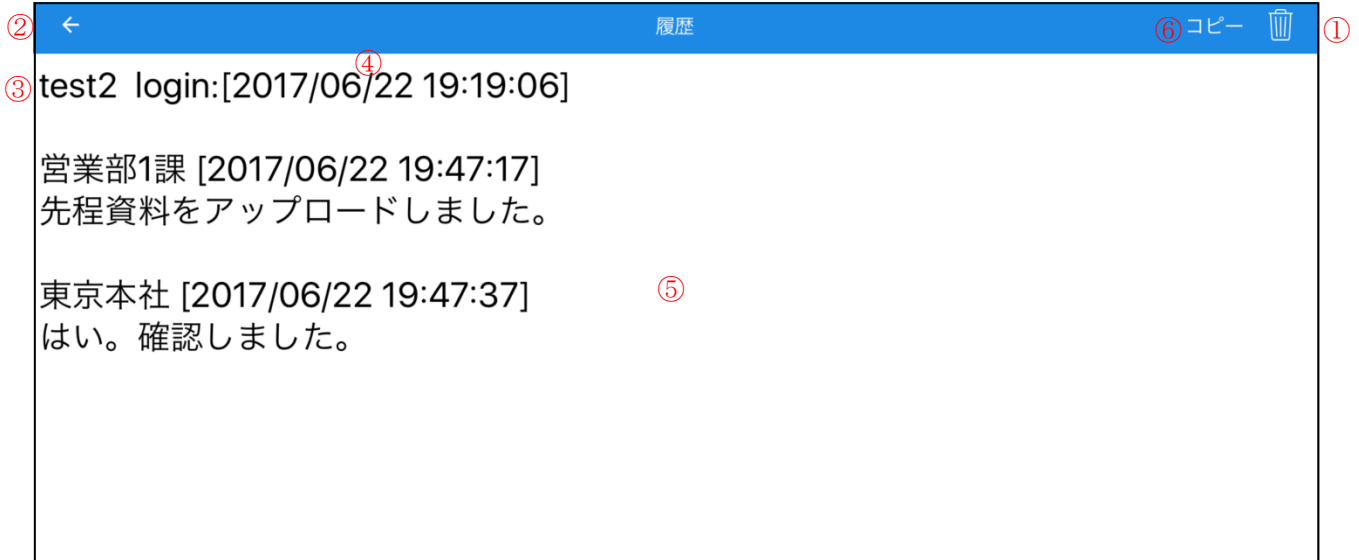 ② ← 履歴 ⑥ コピー ①
④
③ test2 login:[2017/06/22 19:19:06]
営業部1課 [2017/06/22 19:47:17]
先程資料をアップロードしました。
東京本社 [2017/06/22 19:47:37]
⑤
はい。確認しました。